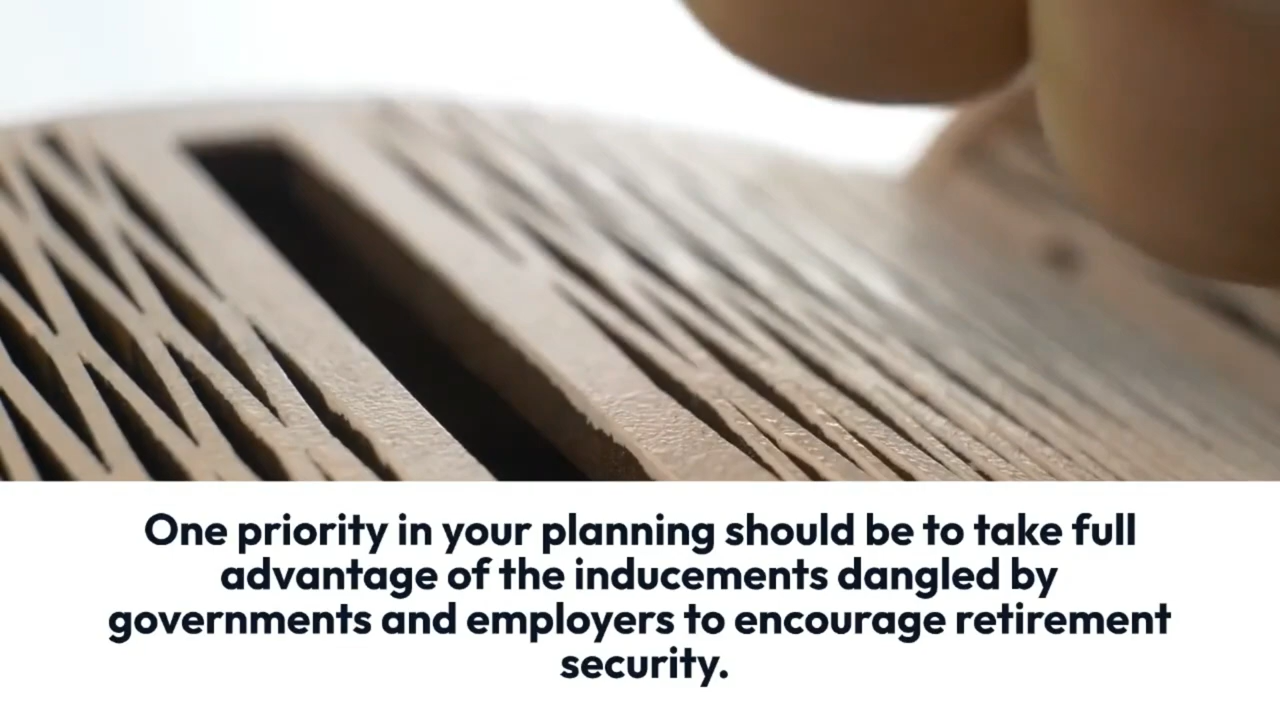 One priority in your planning should be to take full
advantage of the inducements dangled by
governments and employers to encourage retirement
security.